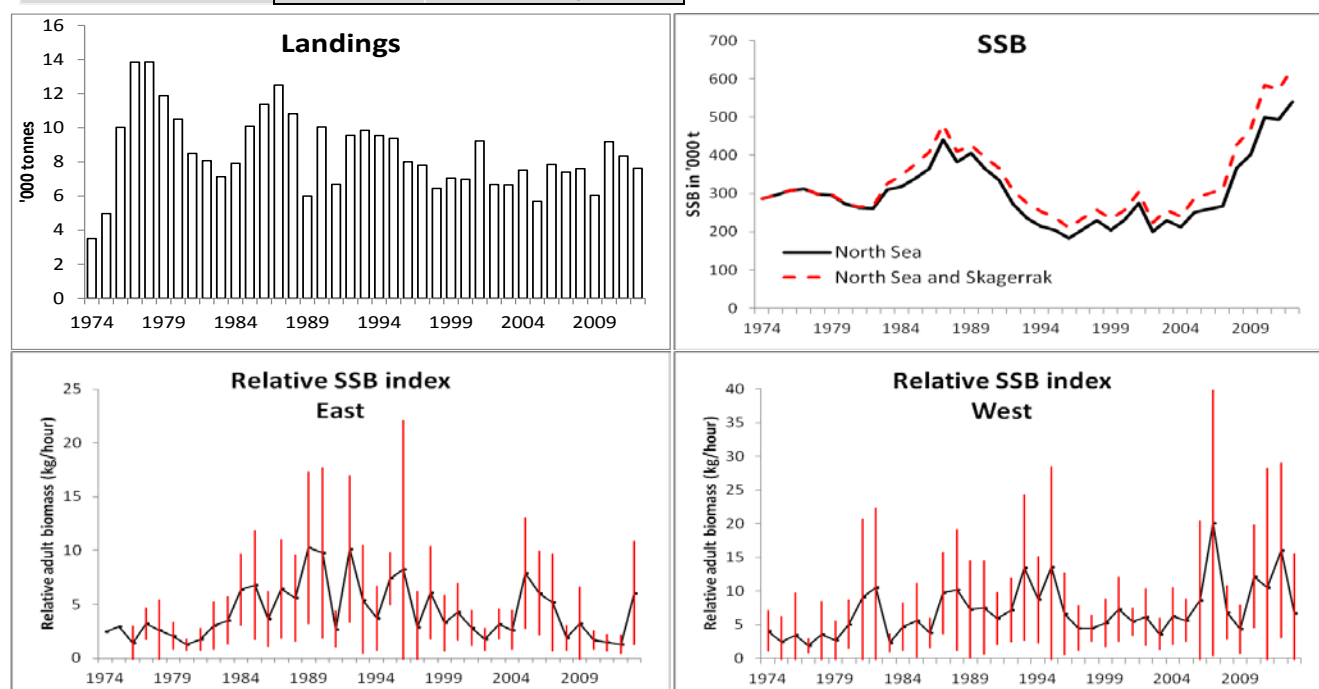 Landings
'000 tonnes
16
14
12
10
8
6
4
2
0
1974 1979 1984 1989 1994 1999 2004 2009
SSB
SSB in '000 t
700
600
500
400
300
200
100
0
North Sea
North Sea and Skagerrak
1974 1979 1984 1989 1994 1999 2004 2009
Relative SSB index
East
Relative adult biomass (kg/hour)
25
20
15
10
5
0
1974 1979 1984 1989 1994 1999 2004 2009
Relative SSB index
West
Relative adult biomass (kg/hour)
40
35
30
25
20
15
10
5
0
1974 1979 1984 1989 1994 1999 2004 2009